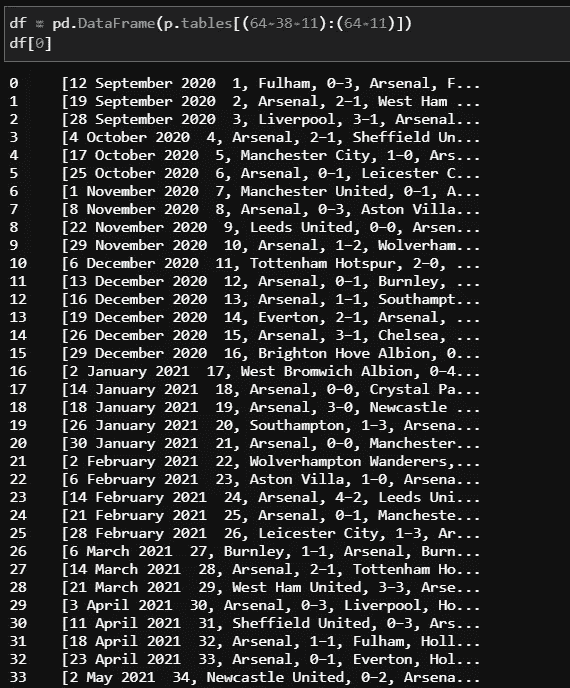 df = pd.DataFrame(p.tables[(64-38-11):(64-11)])
df[0]
0 [12 September 2020 1, Fulham, 0–3, Arsenal, F...
1 [19 September 2020 2, Arsenal, 2–1, West Ham ...
2 [28 September 2020 3, Liverpool, 3–1, Arsenal...
3 [4 October 2020 4, Arsenal, 2–1, Sheffield Un...
4 [17 October 2020 5, Manchester City, 1–0, Ars...
5 [25 October 2020 6, Arsenal, 0–1, Leicester C...
6 [1 November 2020 7, Manchester United, 0–1, A...
7 [8 November 2020 8, Arsenal, 0–3, Aston Villa...
8 [22 November 2020 9, Leeds United, 0–0, Arsen...
9 [29 November 2020 10, Arsenal, 1–2, Wolverham...
10 [6 December 2020 11, Tottenham Hotspur, 2–0, ...
11 [13 December 2020 12, Arsenal, 0–1, Burnley, ...
12 [16 December 2020 13, Arsenal, 1–1, Southampt...
13 [19 December 2020 14, Everton, 2–1, Arsenal, ...
14 [26 December 2020 15, Arsenal, 3–1, Chelsea, ...
15 [29 December 2020 16, Brighton Hove Albion, 0...
16 [2 January 2021 17, West Bromwich Albion, 0–4...
17 [14 January 2021 18, Arsenal, 0–0, Crystal Pa...
18 [18 January 2021 19, Arsenal, 3–0, Newcastle ...
19 [26 January 2021 20, Southampton, 1–3, Arsena...
20 [30 January 2021 21, Arsenal, 0–0, Manchester...
21 [2 February 2021 22, Wolverhampton Wanderers,...
22 [6 February 2021 23, Aston Villa, 1–0, Arsena...
23 [14 February 2021 24, Arsenal, 4–2, Leeds Uni...
24 [21 February 2021 25, Arsenal, 0–1, Mancheste...
25 [28 February 2021 26, Leicester City, 1–3, Ar...
26 [6 March 2021 27, Burnley, 1–1, Arsenal, Burn...
27 [14 March 2021 28, Arsenal, 2–1, Tottenham Ho...
28 [21 March 2021 29, West Ham United, 3–3, Arse...
29 [3 April 2021 30, Arsenal, 0–3, Liverpool, Ho...
30 [11 April 2021 31, Sheffield United, 0–3, Ars...
31 [18 April 2021 32, Arsenal, 1–1, Fulham, Holl...
32 [23 April 2021 33, Arsenal, 0–1, Everton, Hol...
33 [2 May 2021 34, Newcastle United, 0–2, Arsena...